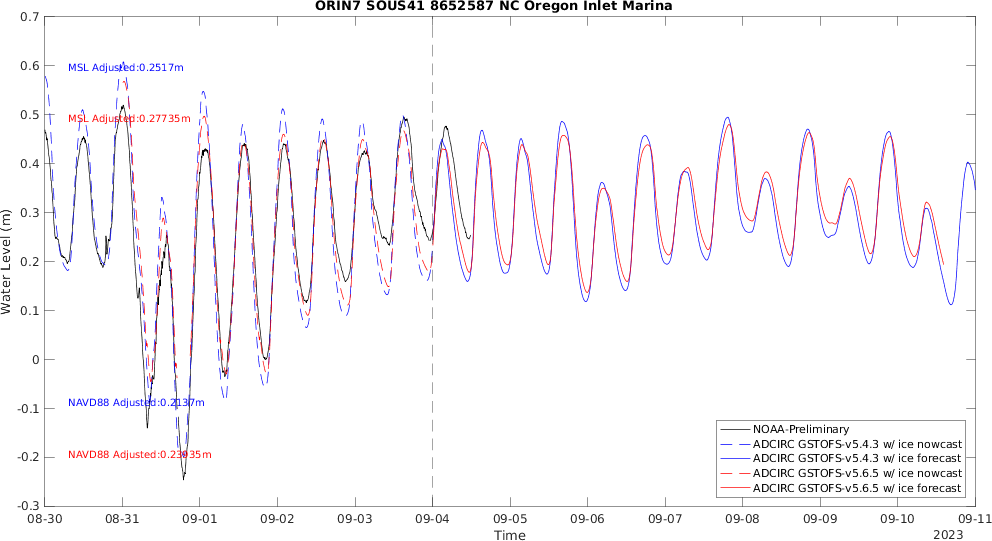 ORIN7 SOUS41 8652587 NC Oregon Inlet Marina
0.7
0.6
0.5
0.4
0.3
0.2
0.1
0
-0.1
-0.2
-0.3
Water Level (m)
MSL Adjusted:0.2517m
MSL Adjusted:0.27735m
NAVD88 Adjusted:0.2137m
NAVD88 Adjusted:0.23935m
NOAA-Preliminary
ADCIRC GSTOFS-v5.4.3 w/ ice nowcast
ADCIRC GSTOFS-v5.4.3 w/ ice forecast
ADCIRC GSTOFS-v5.6.5 w/ ice nowcast
ADCIRC GSTOFS-v5.6.5 w/ ice forecast
08-30 08-31 09-01 09-02 09-03 09-04 09-05 09-06 09-07 09-08 09-09 09-10 09-11
Time
2023